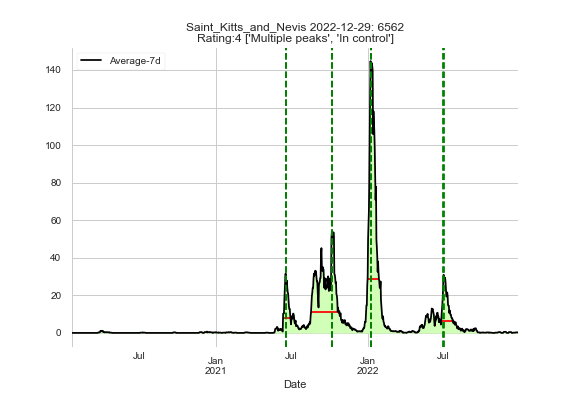 Saint_Kitts_and_Nevis 2022-12-29: 6562
Rating:4 ['Multiple peaks', 'In control']
Average-7d
140
120
100
80
60
40
20
0
Jul
Jan
2021
Jul
Jan
2022
Jul
Date